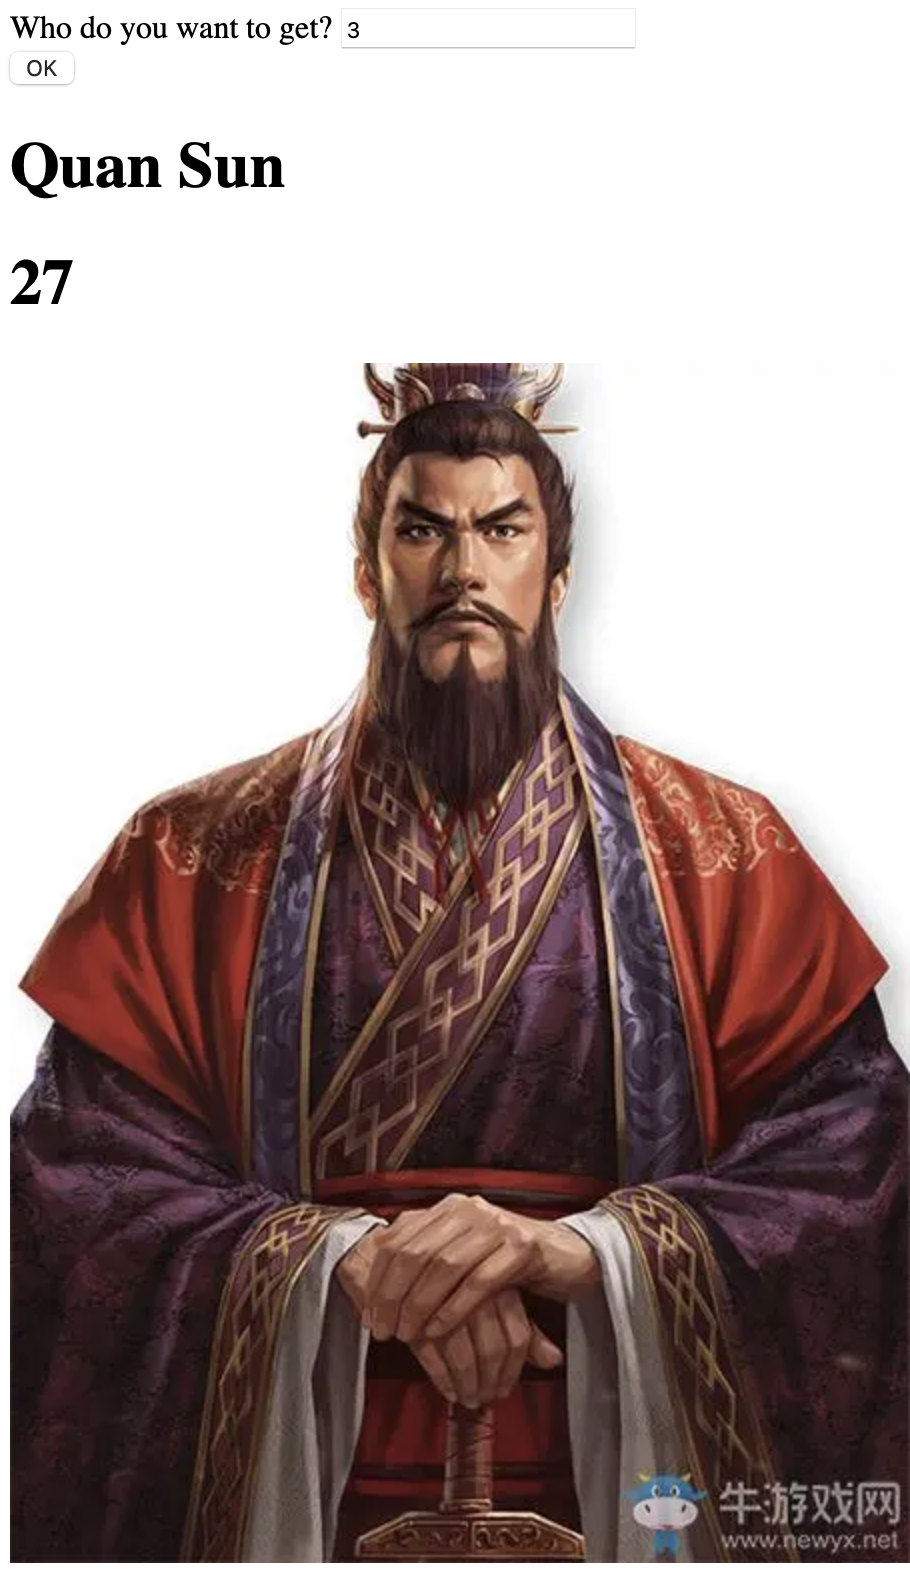 Who do you want to get? 3
OK
Quan Sun
27
牛游戏网
www.newyx.net